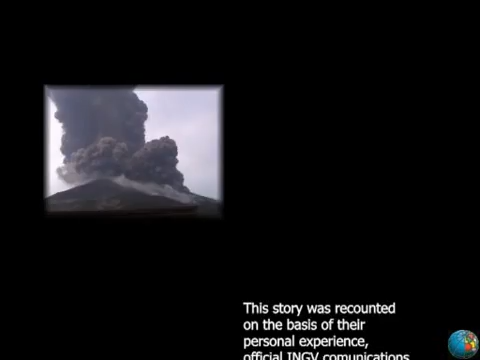 This story was recounted
on the basis of their
personal experience,
official INGV comunications